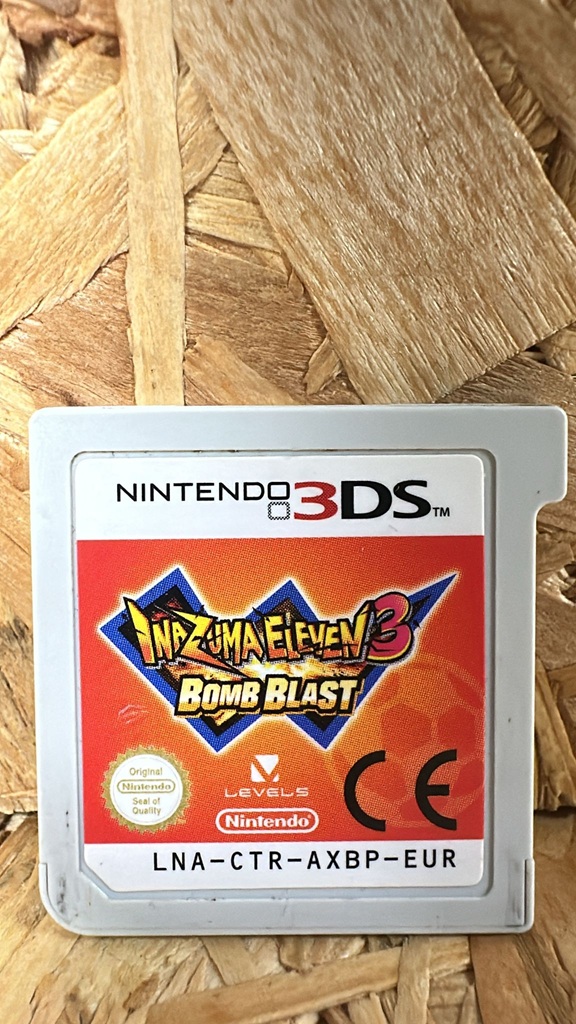 NINTENDO 3DS™
INAZUMA ELEVEN 3
BOMB BLAST
Original
Nintendo
Seal of
Quality
LEVEL5
Nintendo®
CE
LNA-CTR-AXBP-EUR